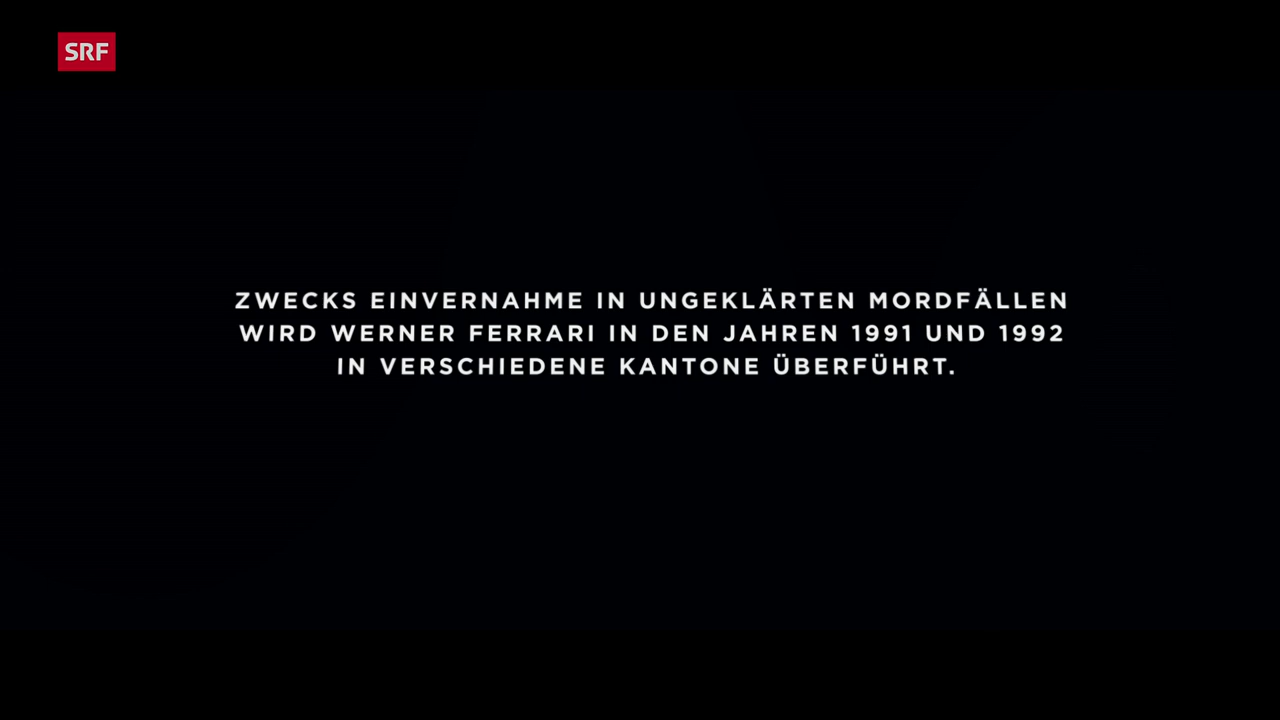 SRF
ZWECKS EINVERNAHME IN UNGEKLÄRTEN MORDFÄLLEN
WIRD WERNER FERRARI IN DEN JAHREN 1991 UND 1992
IN VERSCHIEDENE KANTONE ÜBERFÜHRT.